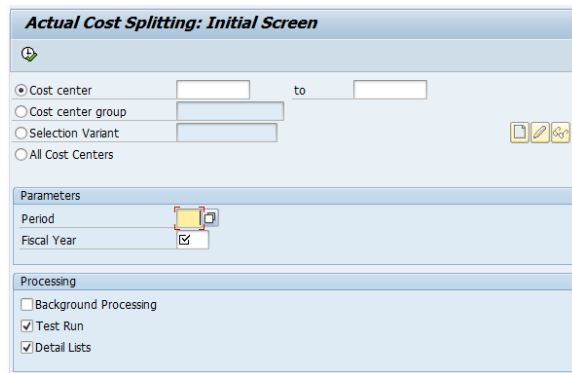 Actual Cost Splitting: Initial Screen
Cost center to
Cost center group
Selection Variant
All Cost Centers
Parameters
Period
Fiscal Year
Processing
Background Processing
Test Run
Detail Lists